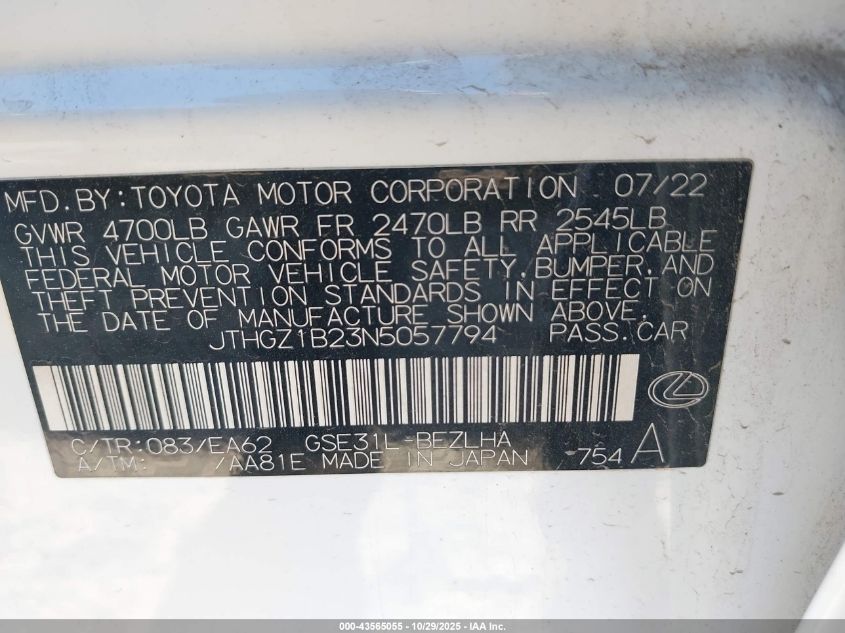 MFD. BY: TOYOTA MOTOR CORPORATION 07/22
GVWR 4700LB GAWR FR 2470LB RR 2545LB
THIS VEHICLE CONFORMS TO ALL APPLICABLE
FEDERAL MOTOR VEHICLE SAFETY, BUMPER, AND
THEFT PREVENTION STANDARDS IN EFFECT ON
THE DATE OF MANUFACTURE SHOWN ABOVE.
JTHGZ1B23N5057794 PASS. CAR
C/TR: 083/EA62 GSE31L-BEZLHA
A/TM: /AA81E MADE IN JAPAN 754 A
000-43565055 | 10/29/2025 - IAA Inc.